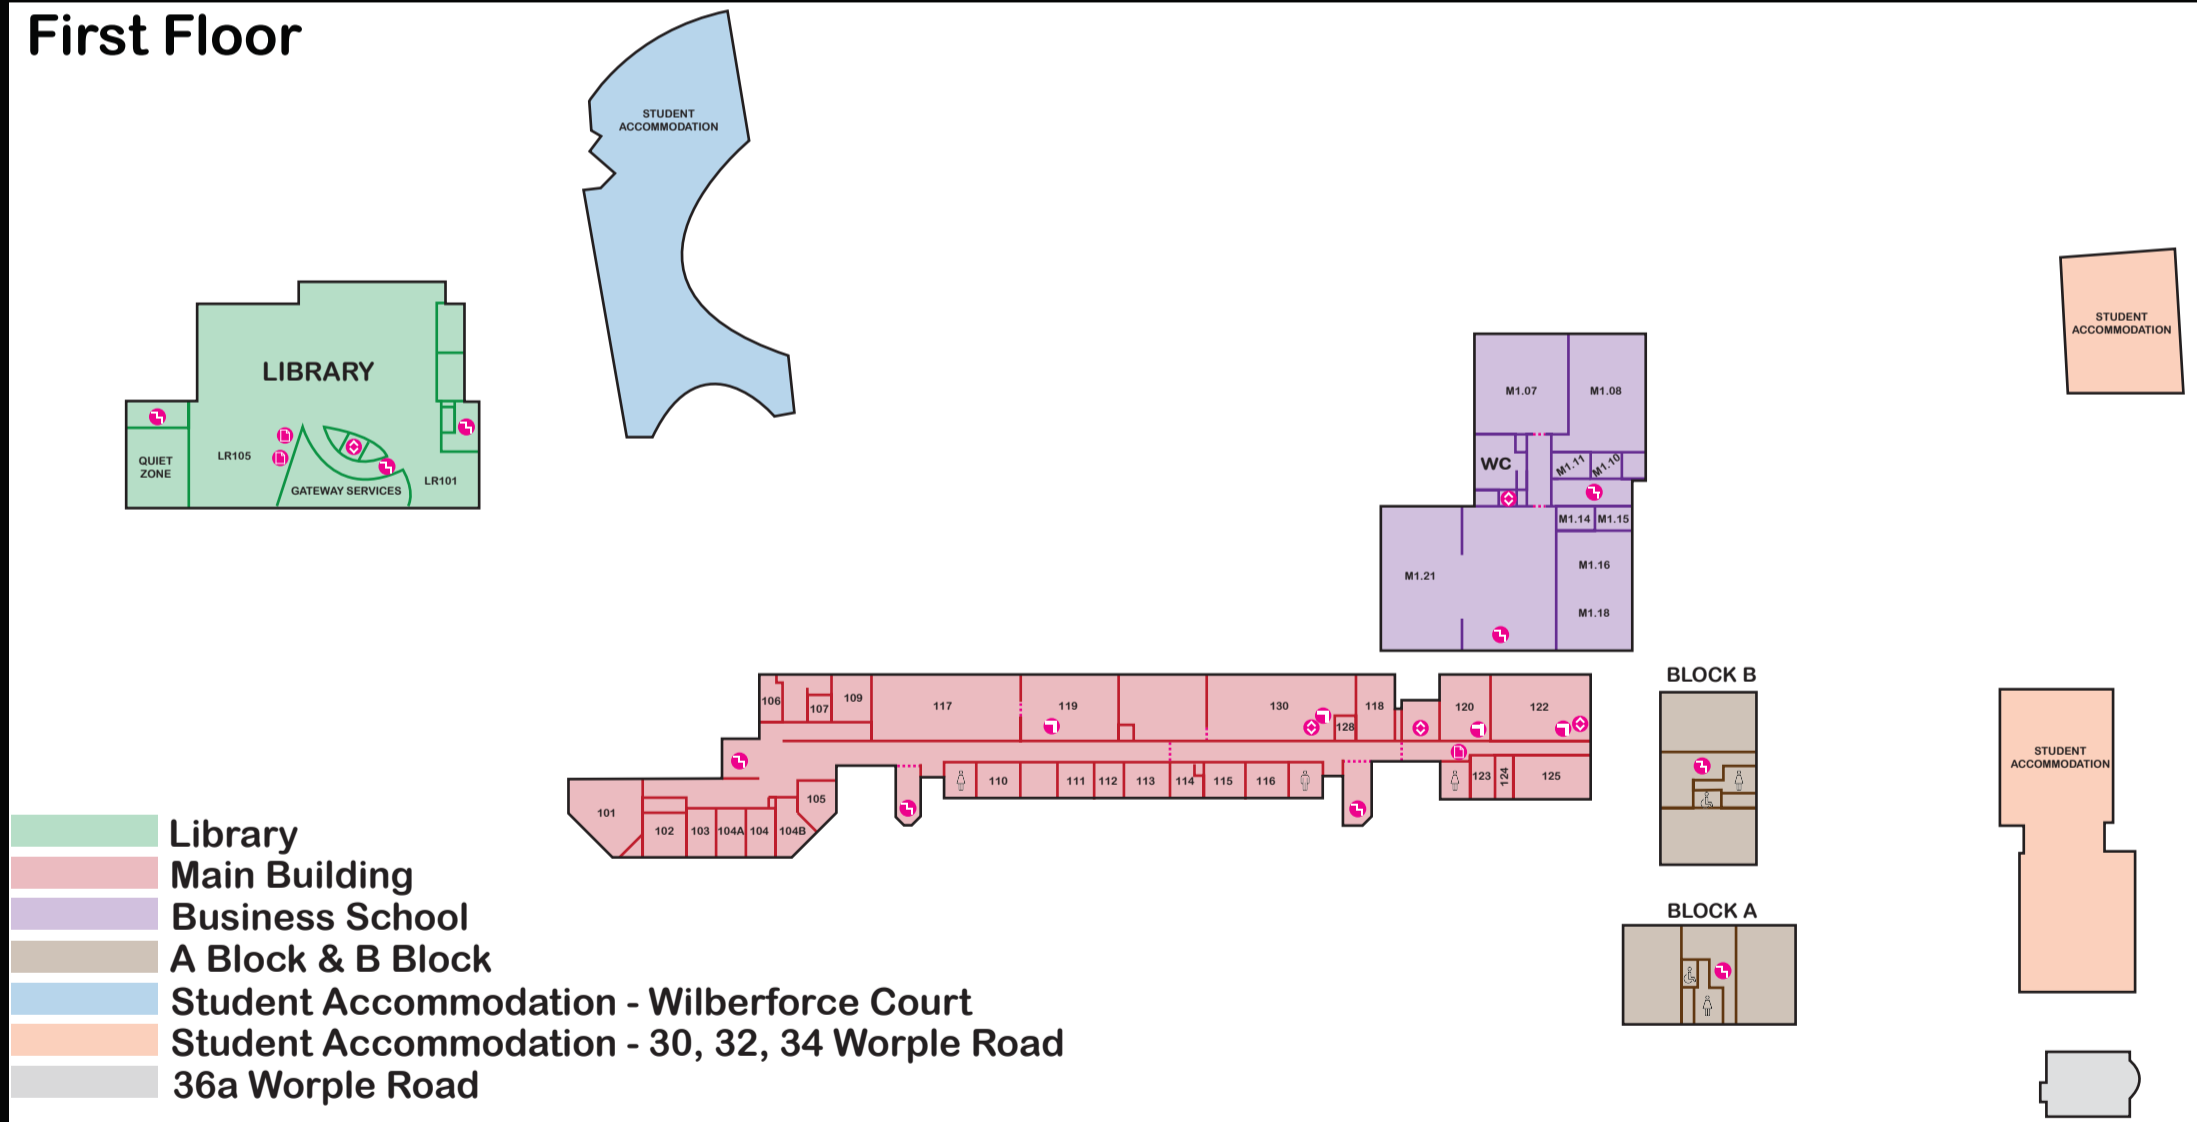 First Floor
STUDENT
ACCOMMODATION
LIBRARY
QUIET
ZONE
LR105
GATEWAY SERVICES
LR101
STUDENT
ACCOMMODATION
M1.07
M1.08
WC
M1.11
M1.10
M1.14
M1.15
M1.21
M1.16
M1.18
106
107
109
117
119
130
128
118
120
122
110
111
112
113
114
115
116
123
124
125
101
102
103
104A
104
104B
105
BLOCK B
BLOCK A
STUDENT
ACCOMMODATION
Library
Main Building
Business School
A Block & B Block
Student Accommodation - Wilberforce Court
Student Accommodation - 30, 32, 34 Worple Road
36a Worple Road